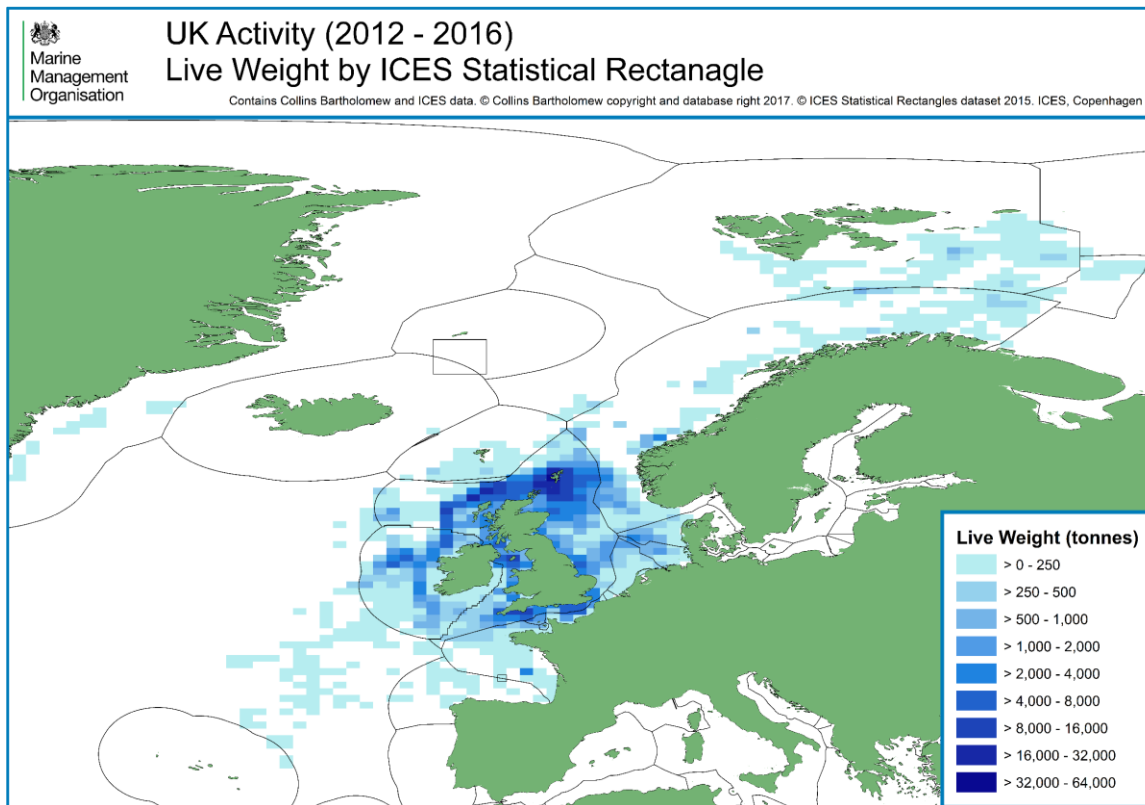 Marine
Management
Organisation
UK Activity (2012 - 2016)
Live Weight by ICES Statistical Rectanagle
Contains Collins Bartholomew and ICES data. © Collins Bartholomew copyright and database right 2017. © ICES Statistical Rectangles dataset 2015. ICES, Copenhagen
Live Weight (tonnes)
> 0 - 250
> 250 - 500
> 500 - 1,000
> 1,000 - 2,000
> 2,000 - 4,000
> 4,000 - 8,000
> 8,000 - 16,000
> 16,000 - 32,000
> 32,000 - 64,000